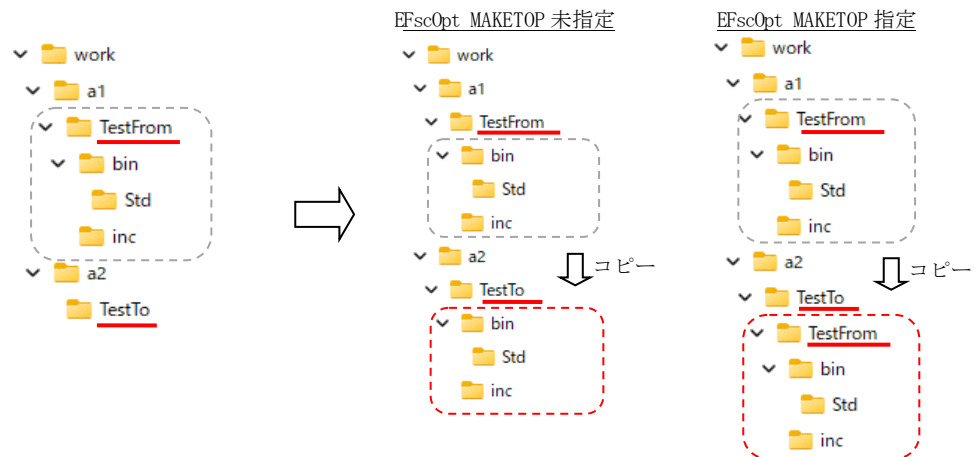 work
a1
TestFrom
bin
Std
inc
a2
TestTo
EFscOpt MAKETOP 未指定
work
a1
TestFrom
bin
Std
inc
a2
コピー
TestTo
bin
Std
inc
EFscOpt MAKETOP 指定
work
a1
TestFrom
bin
Std
inc
a2
コピー
TestTo
TestFrom
bin
Std
inc